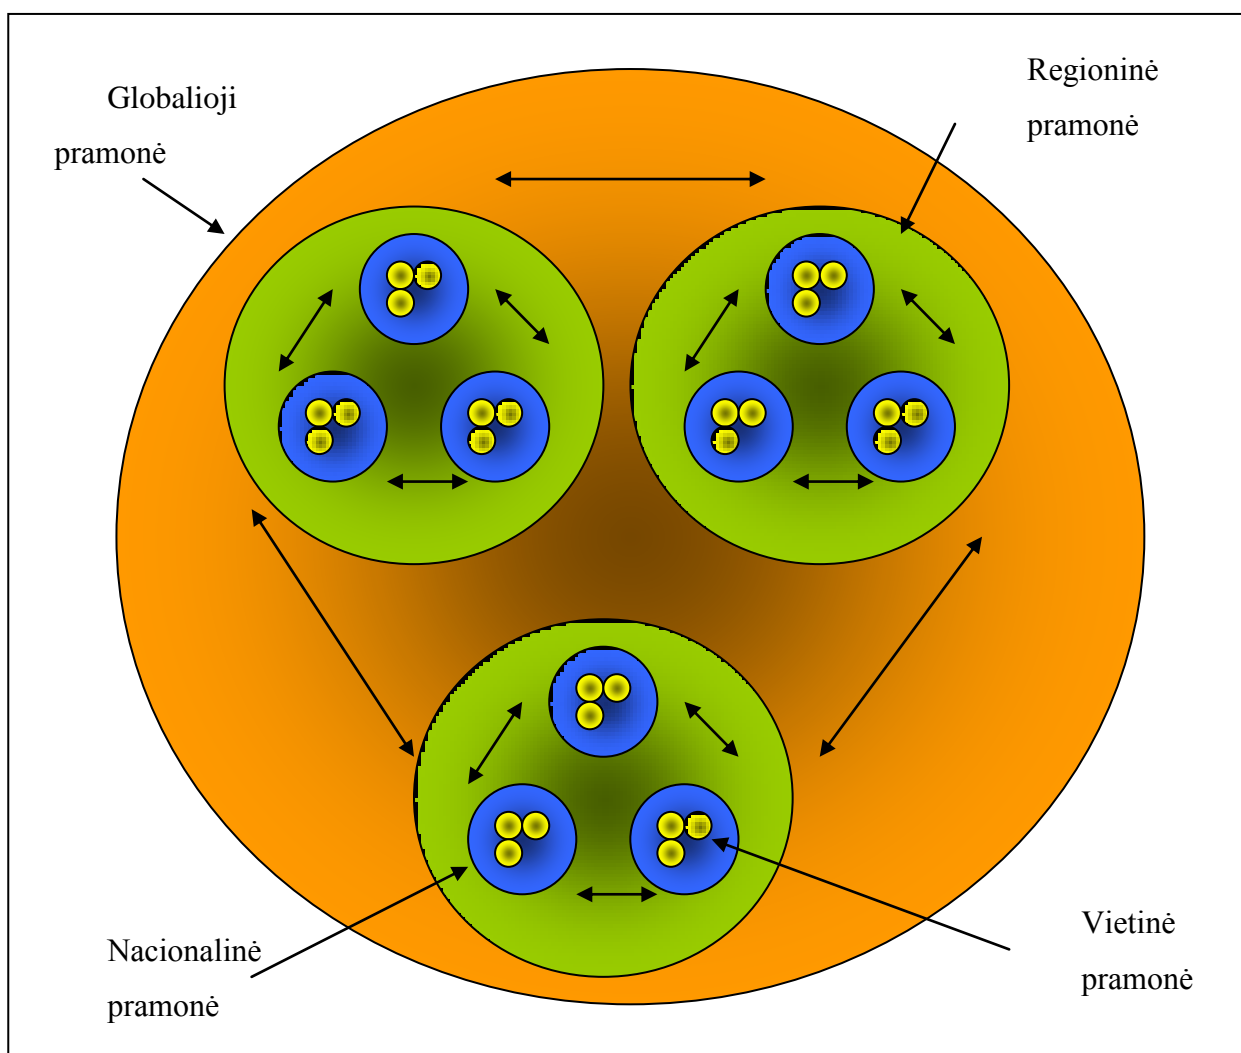 Globalioji
pramonė
Regioninė
pramonė
Nacionalinė
pramonė
Vietinė
pramonė